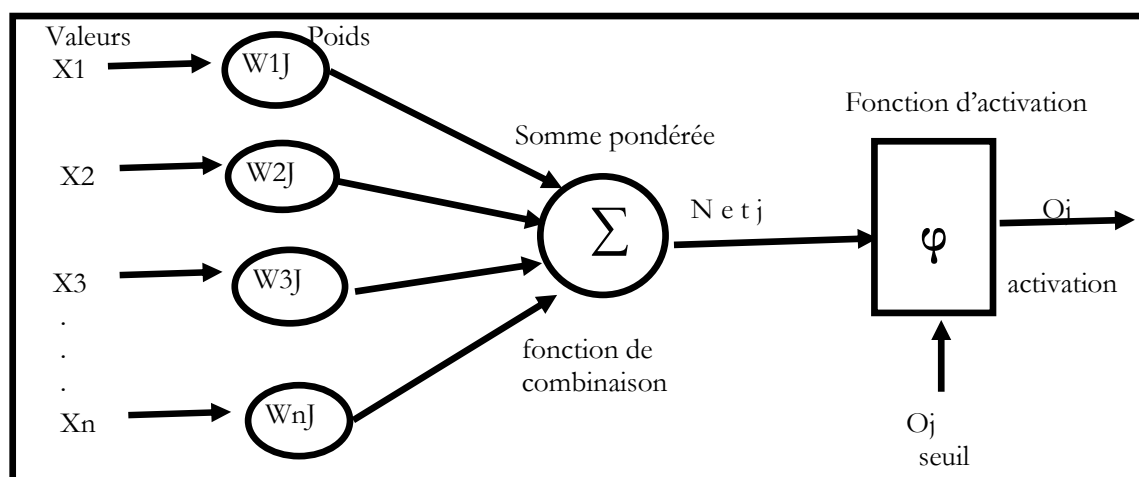 Valeurs
Poids
X1
W1J
Fonction d'activation
Somme pondérée
X2
W2J
N e t j
Oj
Σ
φ
X3
W3J
activation
.
.
.
fonction de
combinaison
Xn
WnJ
Oj
seuil